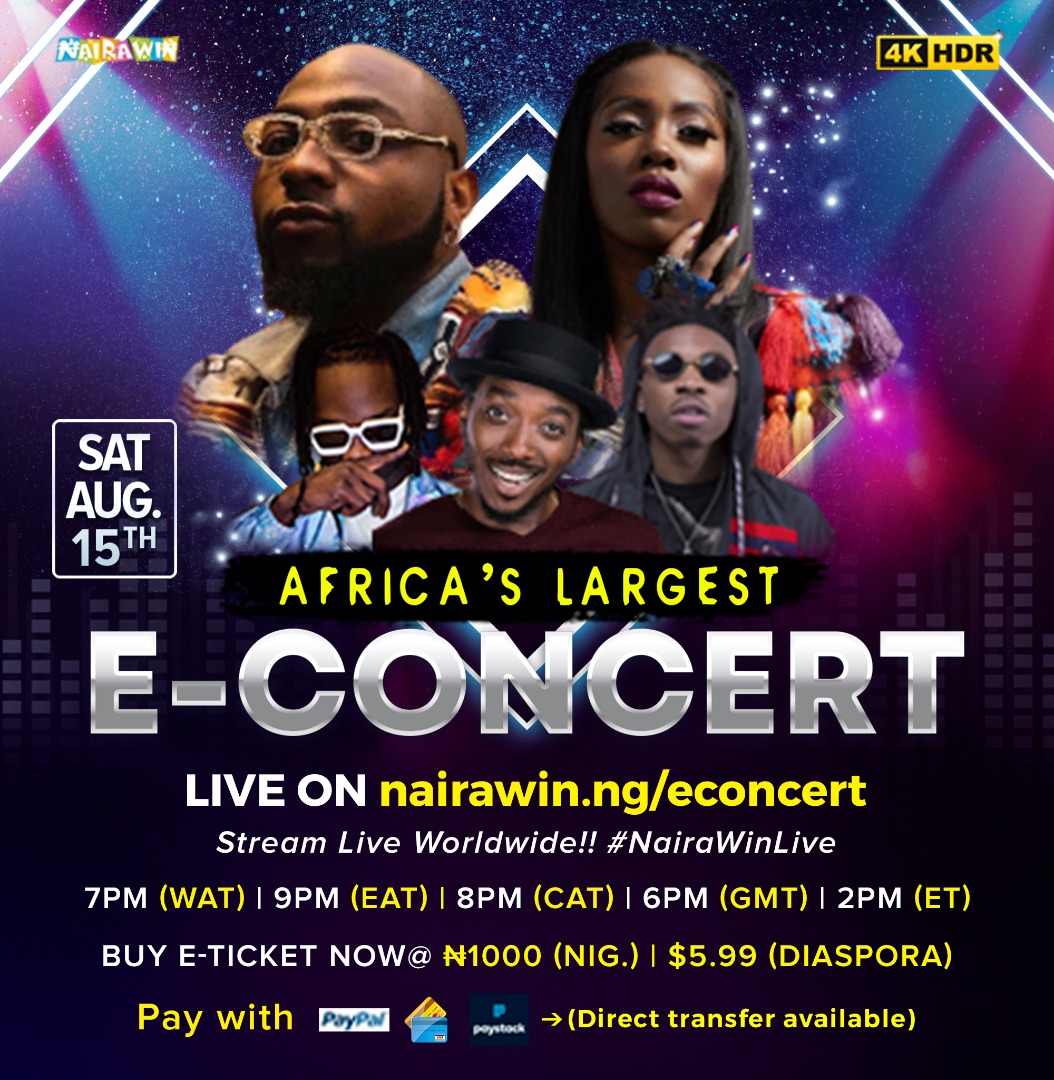 NAIRAWIN
4K HDR
SAT
AUG.
15TH
AFRICA'S LARGEST
E-CONCERT
LIVE ON nairawin.ng/econcert
Stream Live Worldwide!! #NairaWinLive
7PM (WAT) | 9PM (EAT) | 8PM (CAT) | 6PM (GMT) | 2PM (ET)
BUY E-TICKET NOW@ ₦1000 (NIG.) | $5.99 (DIASPORA)
Pay with PayPal paystack → (Direct transfer available)